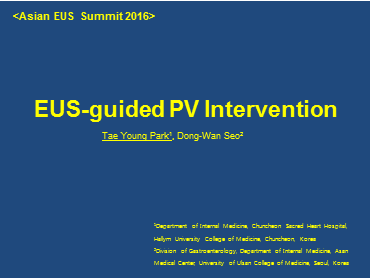 <Asian EUS Summit 2016>
EUS-guided PV Intervention
Tae Young Park¹, Dong-Wan Seo²
¹Department of Internal Medicine, Chuncheon Sacred Heart Hospital,
Hallym University College of Medicine, Chuncheon, Korea
²Division of Gastroenterology, Department of Internal Medicine, Asan
Medical Center, University of Ulsan College of Medicine, Seoul, Korea